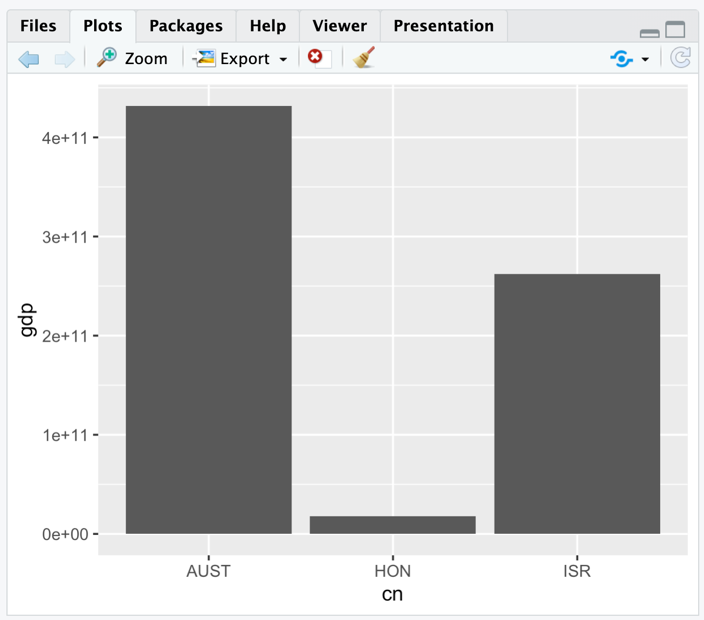 Files Plots Packages Help Viewer Presentation
Zoom Export
4e+11
3e+11
2e+11
1e+11
0e+00
gdp
AUST HON ISR
cn